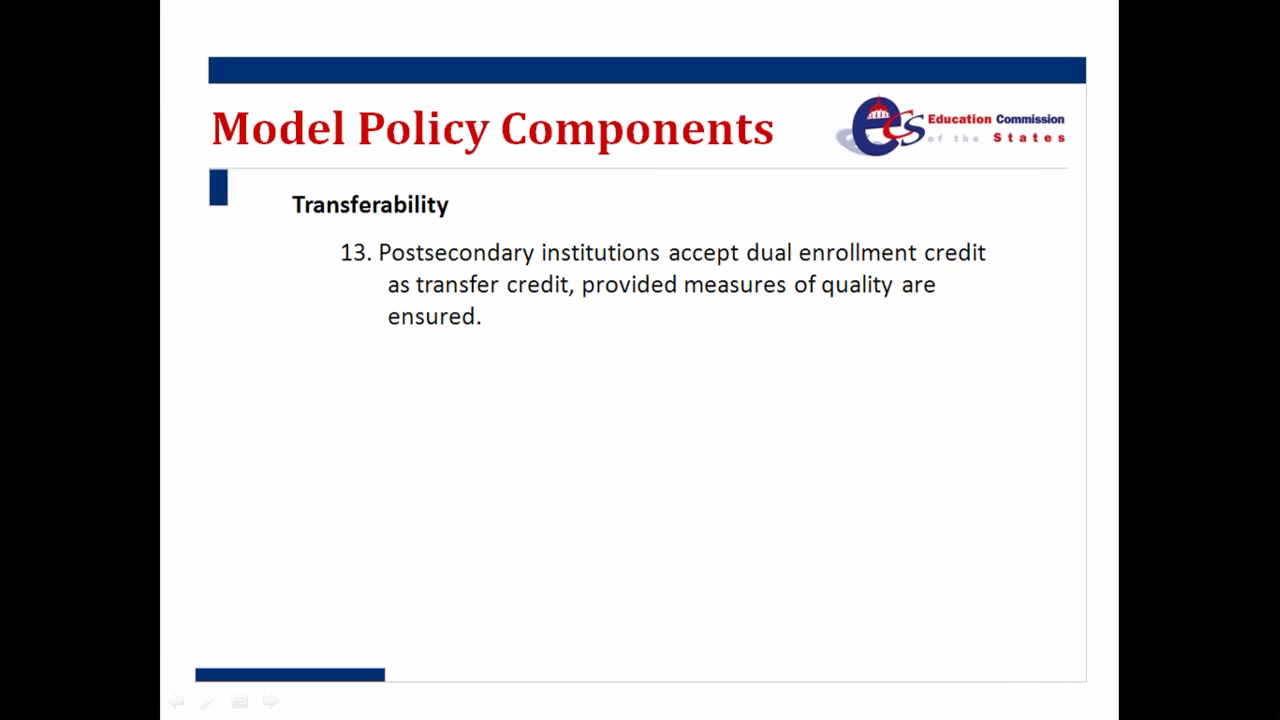 Model Policy Components
eCS Education Commission
of the States
Transferability
13. Postsecondary institutions accept dual enrollment credit
as transfer credit, provided measures of quality are
ensured.